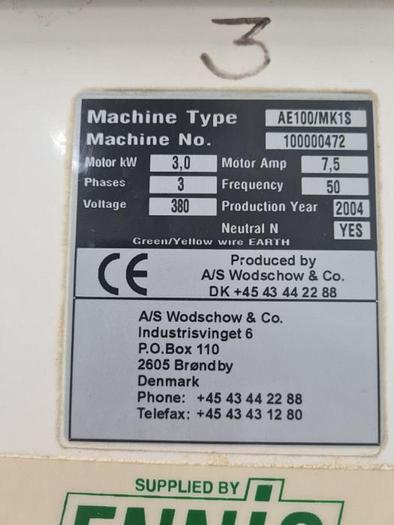 3
Machine Type AE100/MK1S
Machine No. 100000472
Motor kW 3,0 Motor Amp 7,5
Phases 3 Frequency 50
Voltage 380 Production Year 2004
Neutral N YES
Green/Yellow wire EARTH
CE Produced by
A/S Wodschow & Co.
DK +45 43 44 22 88
A/S Wodschow & Co.
Industrisvinget 6
P.O.Box 110
2605 Brøndby
Denmark
Phone: +45 43 44 22 88
Telefax: +45 43 43 12 80
SUPPLIED BY